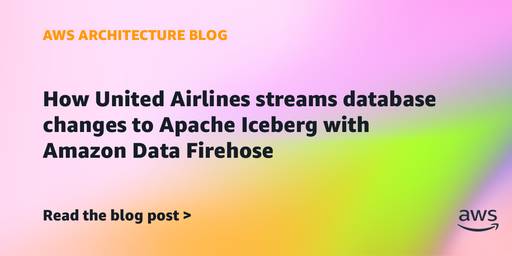 AWS ARCHITECTURE BLOG
How United Airlines streams database
changes to Apache Iceberg with
Amazon Data Firehose
Read the blog post >
aws